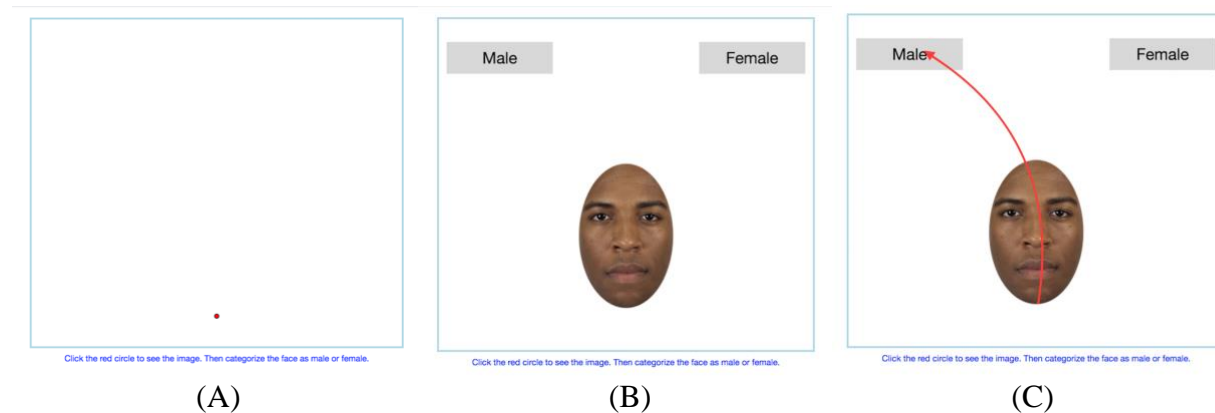 Male Female
Male Female
Click the red circle to see the image. Then categorize the face as male or female.
Click the red circle to see the image. Then categorize the face as male or female.
Click the red circle to see the image. Then categorize the face as male or female.
(A) (B) (C)